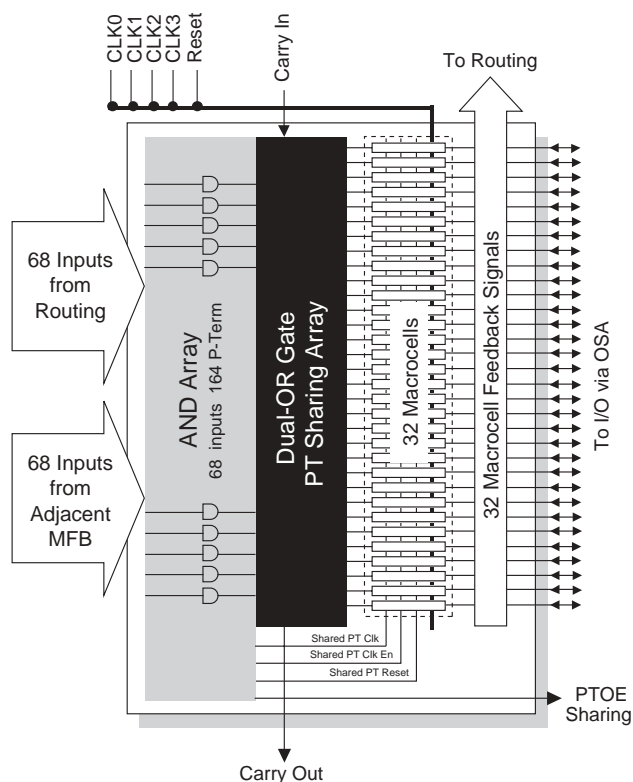 CLK0
CLK1
CLK2
CLK3
Reset
Carry In
To Routing
68 Inputs
from
Routing
68 Inputs
from
Adjacent
MFB
AND Array
68 inputs 164 P-Term
Dual-OR Gate
PT Sharing Array
32 Macrocells
32 Macrocell Feedback Signals
To I/O via OSA
Shared PT Clk
Shared PT Clk En
Shared PT Reset
PTOE
Sharing
Carry Out